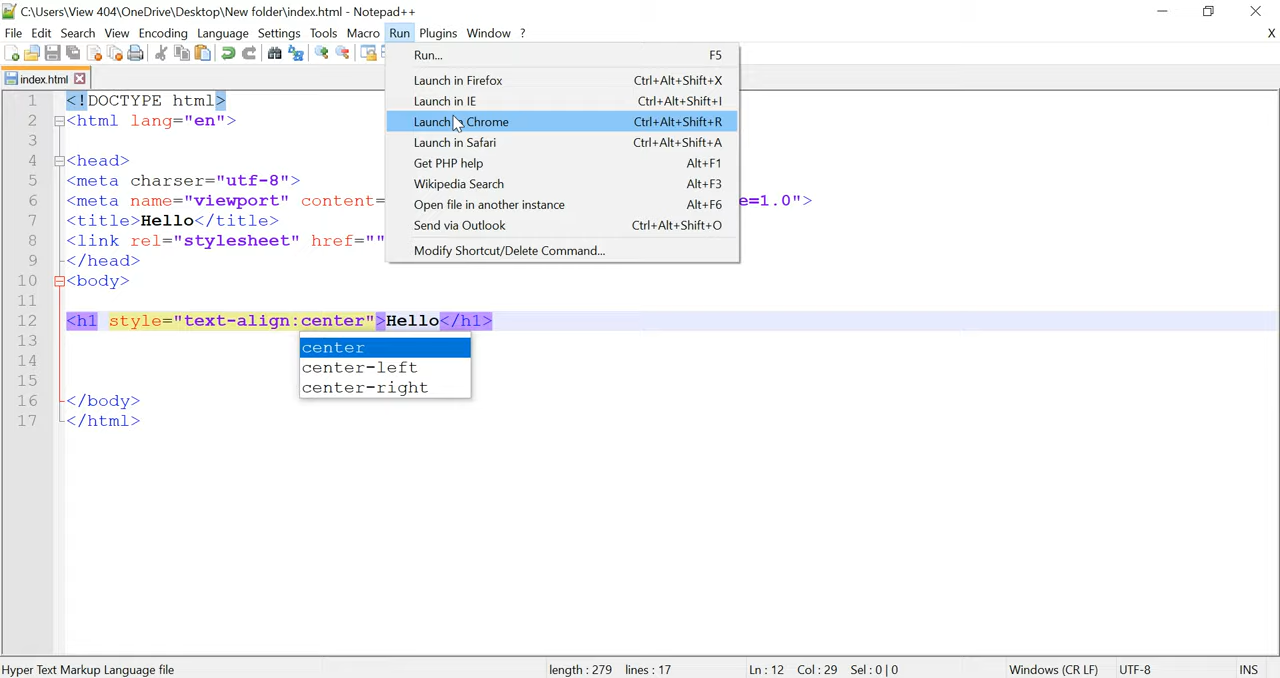 C:\Users\View 404\OneDrive\Desktop\New folder\index.html - Notepad++
File Edit Search View Encoding Language Settings Tools Macro Run Plugins Window ? X
index.html
Run... F5
Launch in Firefox Ctrl+Alt+Shift+X
Launch in IE Ctrl+Alt+Shift+I
Launch Chrome Ctrl+Alt+Shift+R
Launch in Safari Ctrl+Alt+Shift+A
Get PHP help Alt+F1
Wikipedia Search Alt+F3
Open file in another instance Alt+F6
Send via Outlook Ctrl+Alt+Shift+O
Modify Shortcut/Delete Command...
1 <!DOCTYPE html>
2 <html lang="en">
3
4 <head>
5 <meta charser="utf-8">
6 <meta name="viewport" content= e=1.0">
7 <title>Hello</title>
8 <link rel="stylesheet" href=""
9 </head>
10 <body>
11
12 <h1 style="text-align:center">Hello</h1>
13
14
15
16 </body>
17 </html>
center
center-left
center-right
Hyper Text Markup Language file length : 279 lines : 17 Ln : 12 Col : 29 Sel : 0 | 0 Windows (CR LF) UTF-8 INS